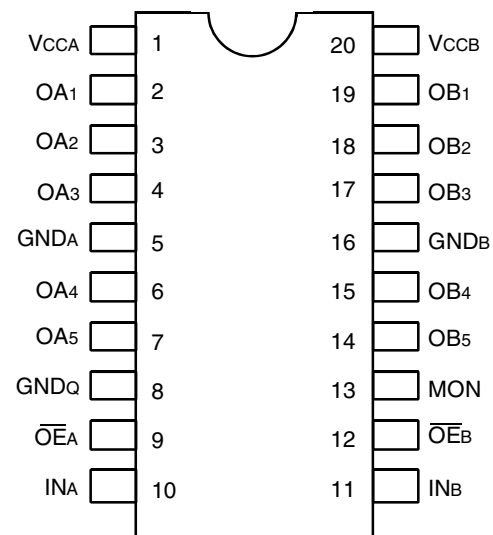 VCCA 1 20 VCCB
OA1 2 19 OB1
OA2 3 18 OB2
OA3 4 17 OB3
GNDA 5 16 GNDB
OA4 6 15 OB4
OA5 7 14 OB5
GNDQ 8 13 MON
O̅E̅A 9 12 O̅E̅B
INA 10 11 INB